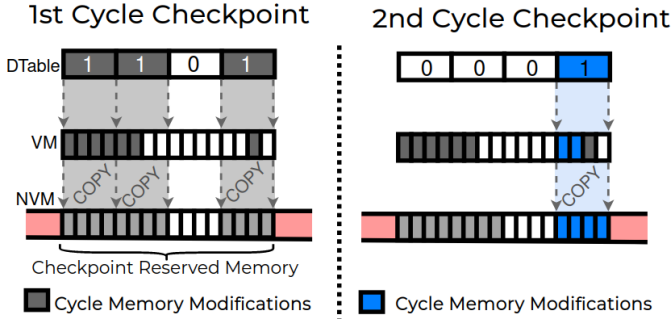 1st Cycle Checkpoint
DTable 1 1 0 1
VM
COPY COPY COPY
NVM
Checkpoint Reserved Memory
Cycle Memory Modifications
2nd Cycle Checkpoint
0 0 0 1
COPY
Cycle Memory Modifications